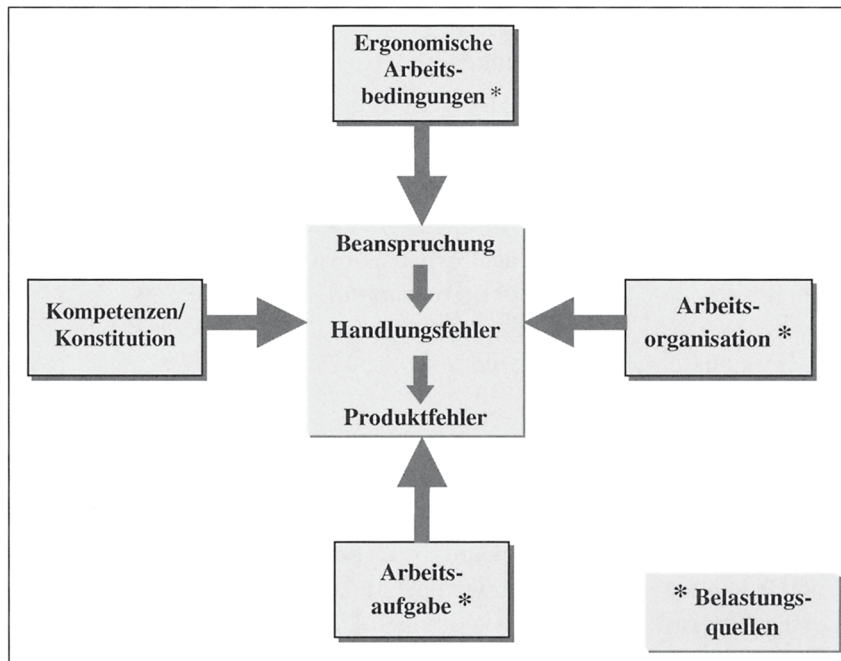 Ergonomische
Arbeits-
bedingungen *
Beanspruchung
Kompetenzen/
Konstitution
Handlungsfehler
Arbeits-
organisation *
Produktfehler
Arbeits-
aufgabe *
* Belastungs-
quellen